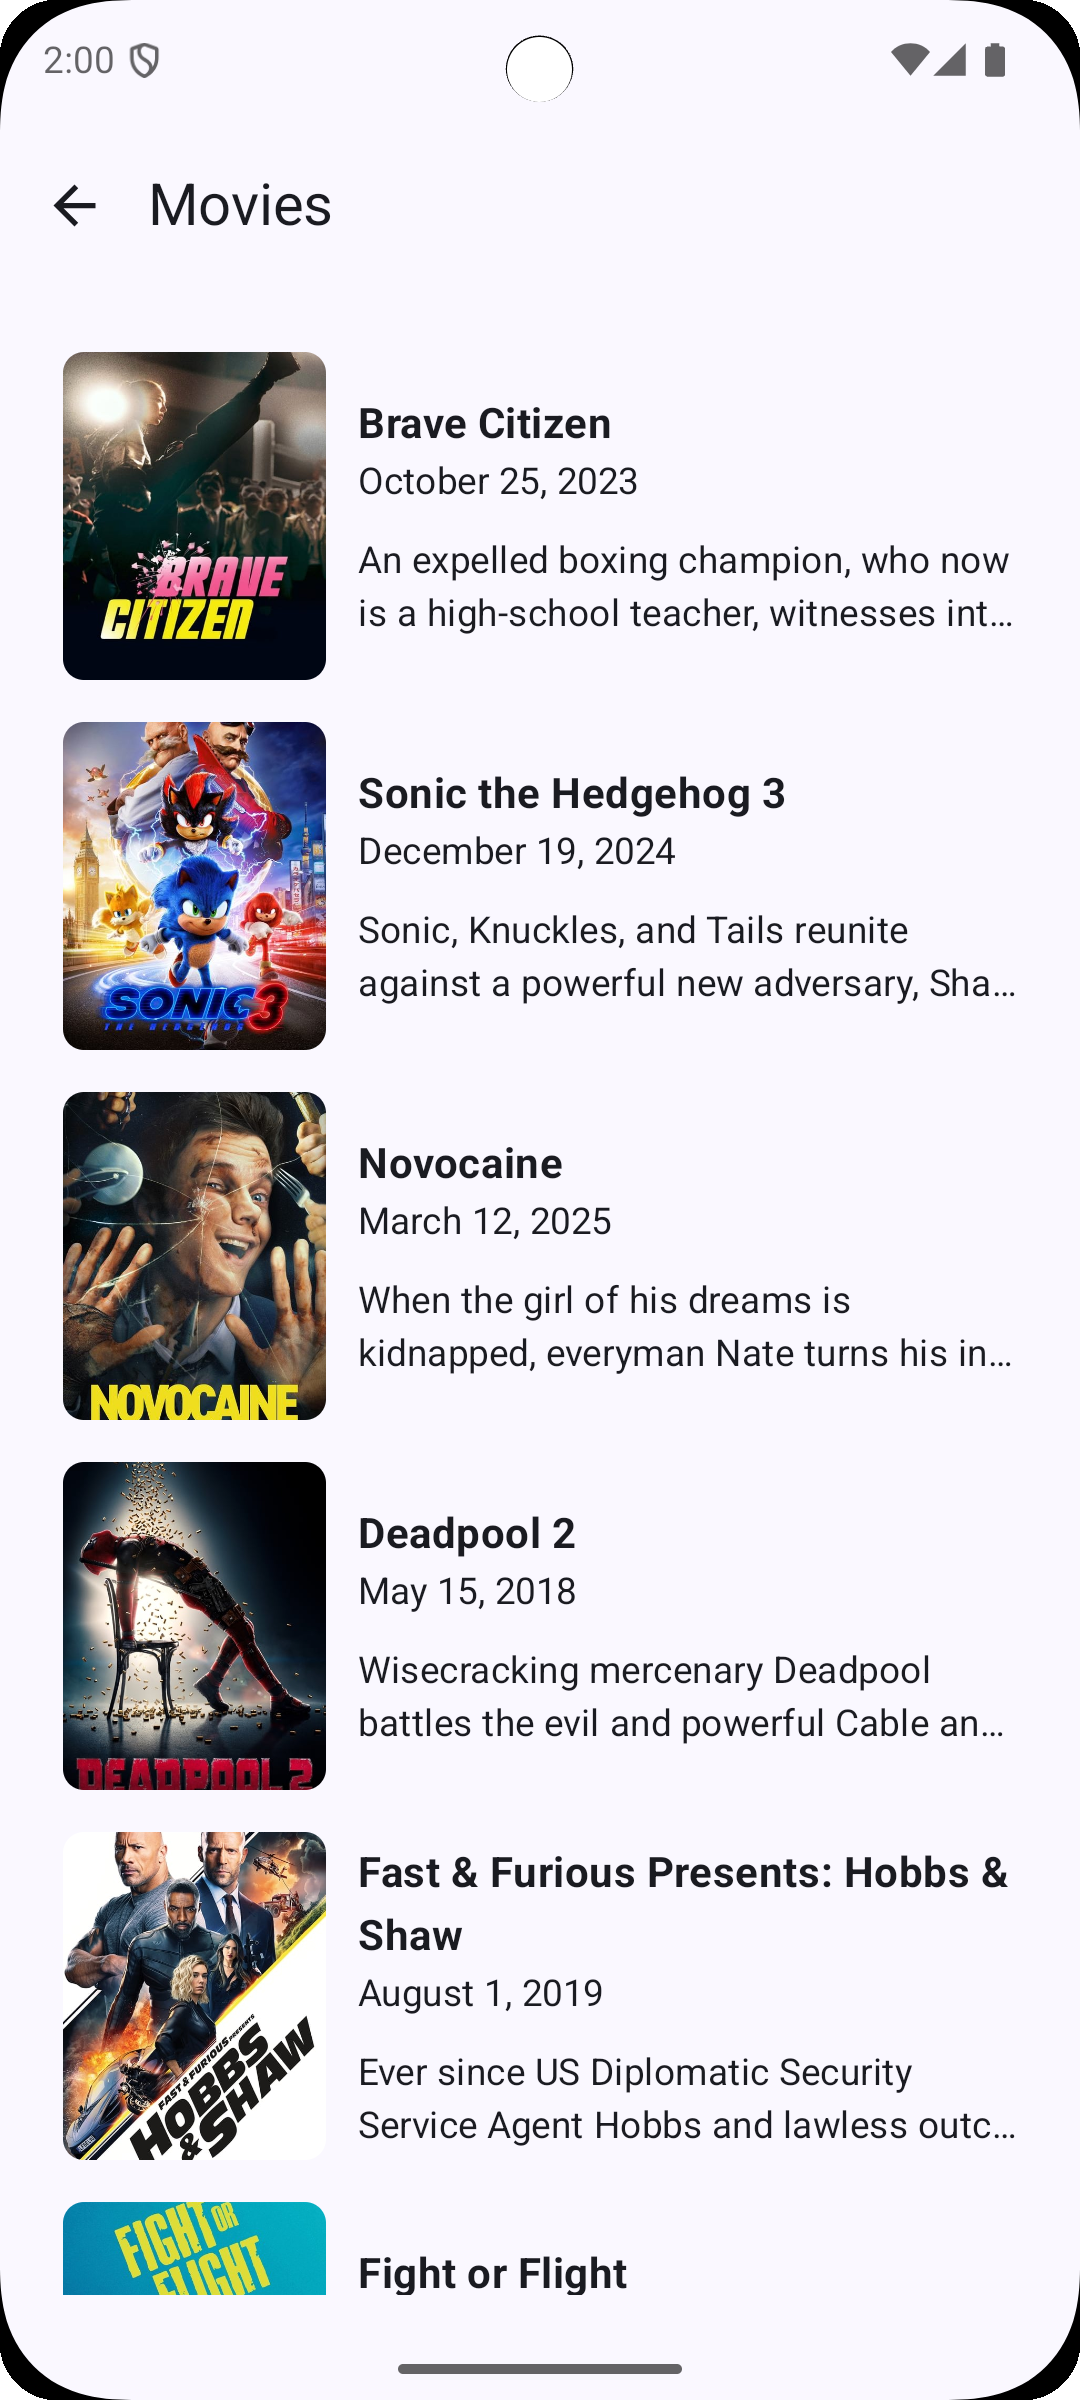 2:00
Movies
BRAVE
CITIZEN
Brave Citizen
October 25, 2023
An expelled boxing champion, who now
is a high-school teacher, witnesses int...
SONIC 3
THE HEDGEHOG
Sonic the Hedgehog 3
December 19, 2024
Sonic, Knuckles, and Tails reunite
against a powerful new adversary, Sha...
NOVOCAINE
Novocaine
March 12, 2025
When the girl of his dreams is
kidnapped, everyman Nate turns his in...
DEADPOOL 2
Deadpool 2
May 15, 2018
Wisecracking mercenary Deadpool
battles the evil and powerful Cable an...
FAST & FURIOUS PRESENTS
HOBBS
& SHAW
Fast & Furious Presents: Hobbs &
Shaw
August 1, 2019
Ever since US Diplomatic Security
Service Agent Hobbs and lawless outc...
FIGHT OR
FLIGHT
Fight or Flight